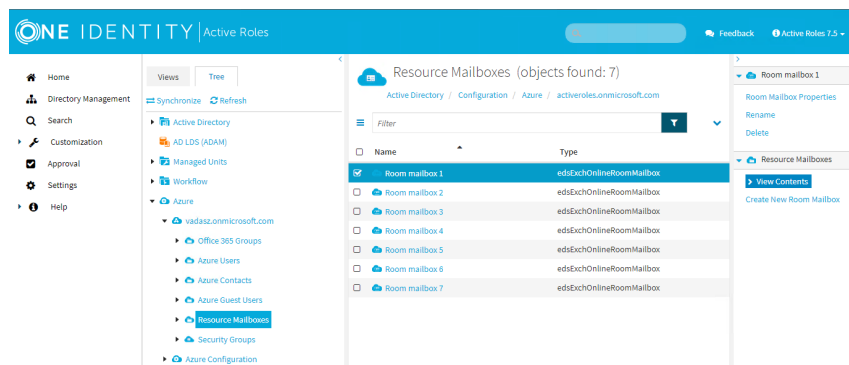 ONE IDENTITY Active Roles
Feedback
Active Roles 7.5
Home
Directory Management
Search
Customization
Approval
Settings
Help
Views Tree
Synchronize Refresh
Active Directory
AD LDS (ADAM)
Managed Units
Workflow
Azure
vadasz.onmicrosoft.com
Office 365 Groups
Azure Users
Azure Contacts
Azure Guest Users
Resource Mailboxes
Security Groups
Azure Configuration
Resource Mailboxes (objects found: 7)
Active Directory / Configuration / Azure / activeroles.onmicrosoft.com
Filter
Name Type
Room mailbox 1 edsExchOnlineRoomMailbox
Room mailbox 2 edsExchOnlineRoomMailbox
Room mailbox 3 edsExchOnlineRoomMailbox
Room mailbox 4 edsExchOnlineRoomMailbox
Room mailbox 5 edsExchOnlineRoomMailbox
Room mailbox 6 edsExchOnlineRoomMailbox
Room mailbox 7 edsExchOnlineRoomMailbox
Room mailbox 1
Room Mailbox Properties
Rename
Delete
Resource Mailboxes
View Contents
Create New Room Mailbox